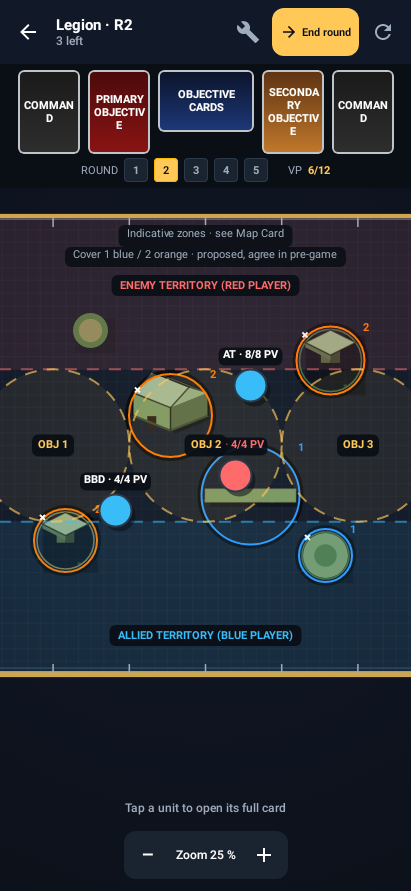 Legion · R2
3 left
End round
COMMAN
D
PRIMARY
OBJECTIV
E
OBJECTIVE
CARDS
SECONDA
RY
OBJECTIV
E
COMMAN
D
ROUND 1 2 3 4 5 VP 6/12
Indicative zones · see Map Card
Cover 1 blue / 2 orange · proposed, agree in pre-game
ENEMY TERRITORY (RED PLAYER)
2
AT · 8/8 PV
2
OBJ 1
OBJ 2 · 4/4 PV
1
OBJ 3
BBD · 4/4 PV
2
1
ALLIED TERRITORY (BLUE PLAYER)
Tap a unit to open its full card
− Zoom 25 % +